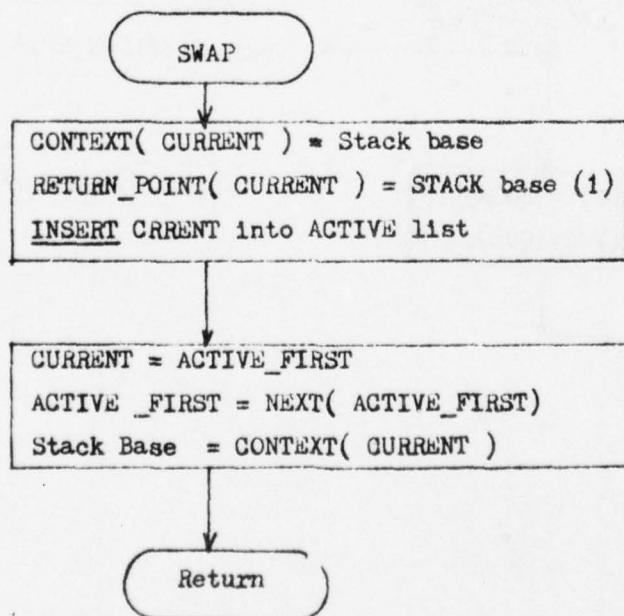 SWAP
CONTEXT( CURRENT ) = Stack base
RETURN_POINT( CURRENT ) = STACK base (1)
INSERT CRRENT into ACTIVE list
CURRENT = ACTIVE_FIRST
ACTIVE _FIRST = NEXT( ACTIVE_FIRST)
Stack Base = CONTEXT( CURRENT )
Return